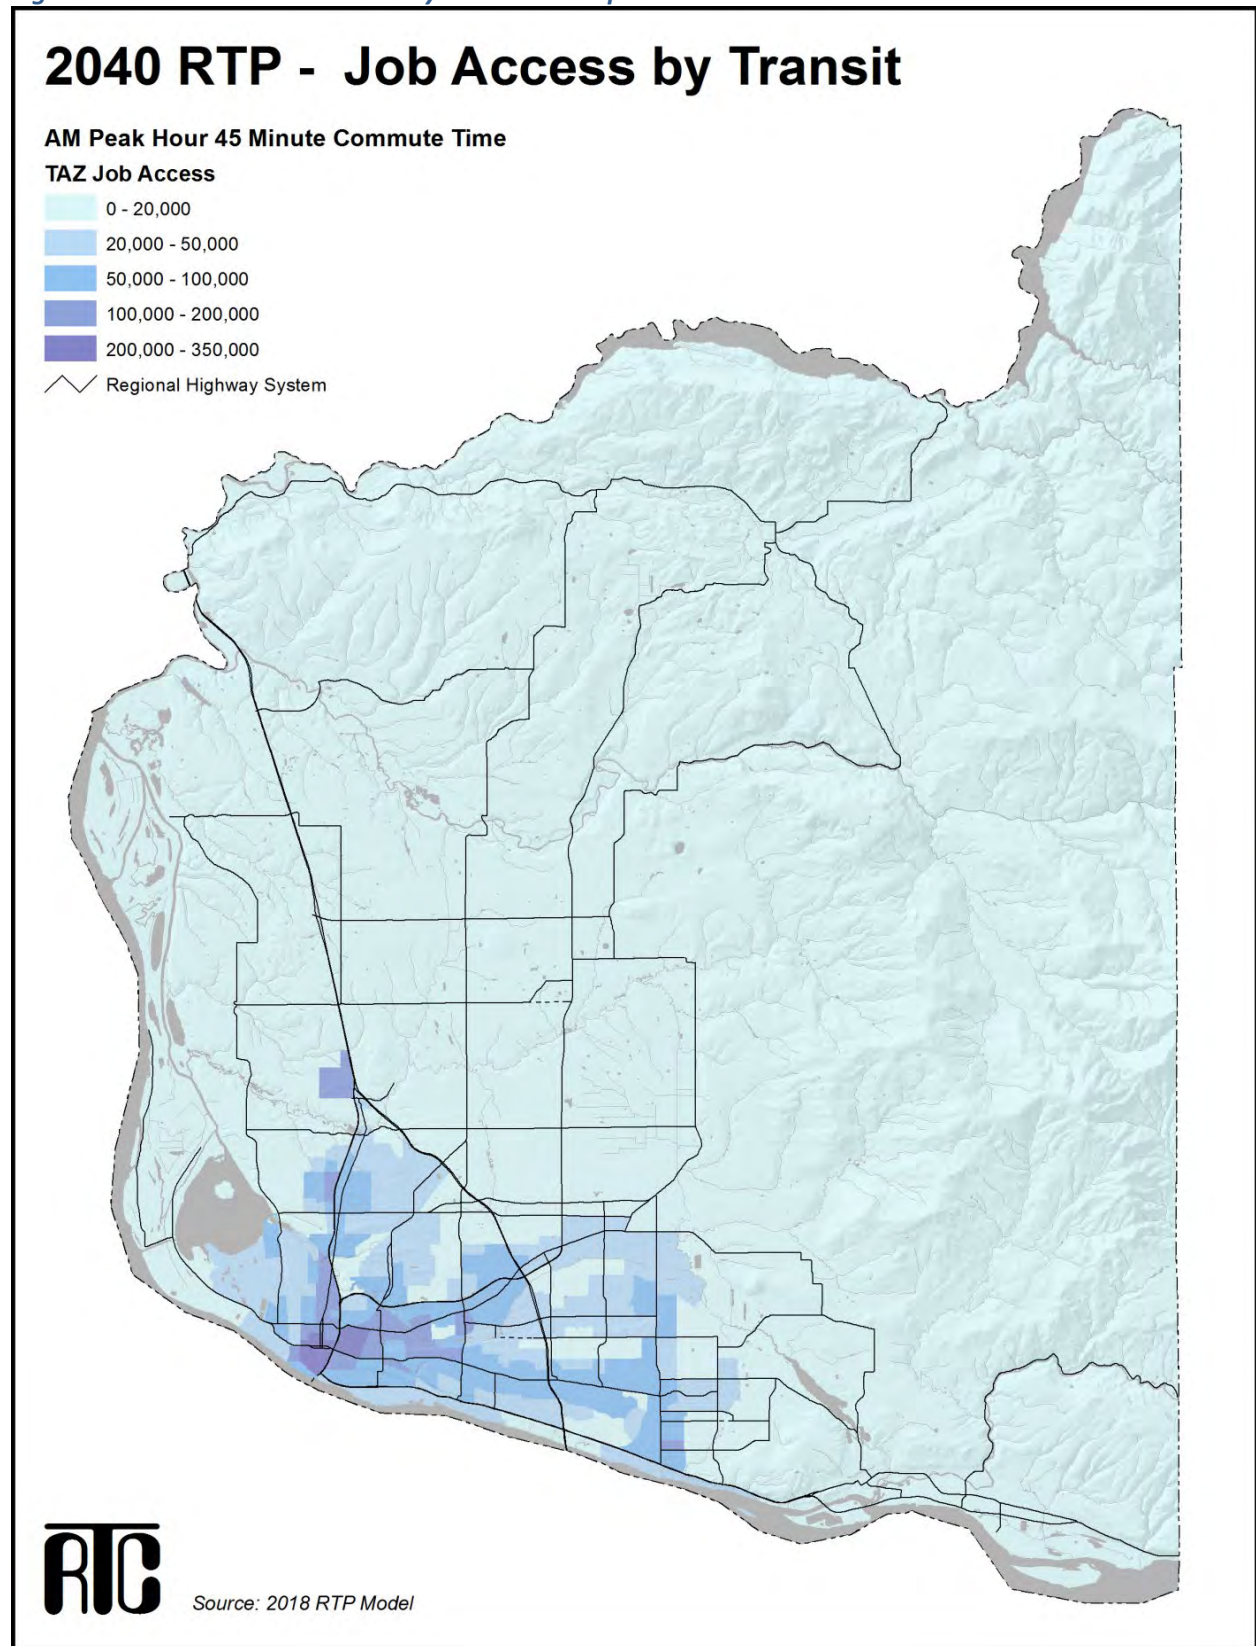 2040 RTP - Job Access by Transit
AM Peak Hour 45 Minute Commute Time
TAZ Job Access
0 - 20,000
20,000 - 50,000
50,000 - 100,000
100,000 - 200,000
200,000 - 350,000
Regional Highway System
RTC
Source: 2018 RTP Model